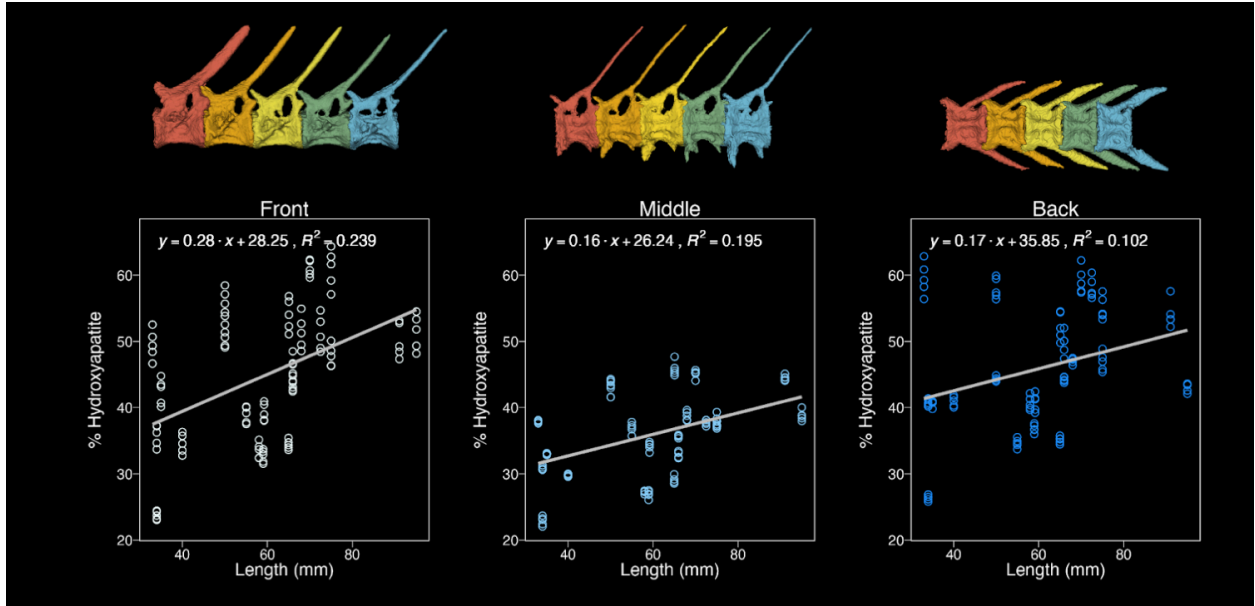 Front
y = 0.28 · x + 28.25 , R² = 0.239
% Hydroxyapatite
60
50
40
30
20
40
60
80
Length (mm)
Middle
y = 0.16 · x + 26.24 , R² = 0.195
% Hydroxyapatite
60
50
40
30
20
40
60
80
Length (mm)
Back
y = 0.17 · x + 35.85 , R² = 0.102
% Hydroxyapatite
60
50
40
30
20
40
60
80
Length (mm)